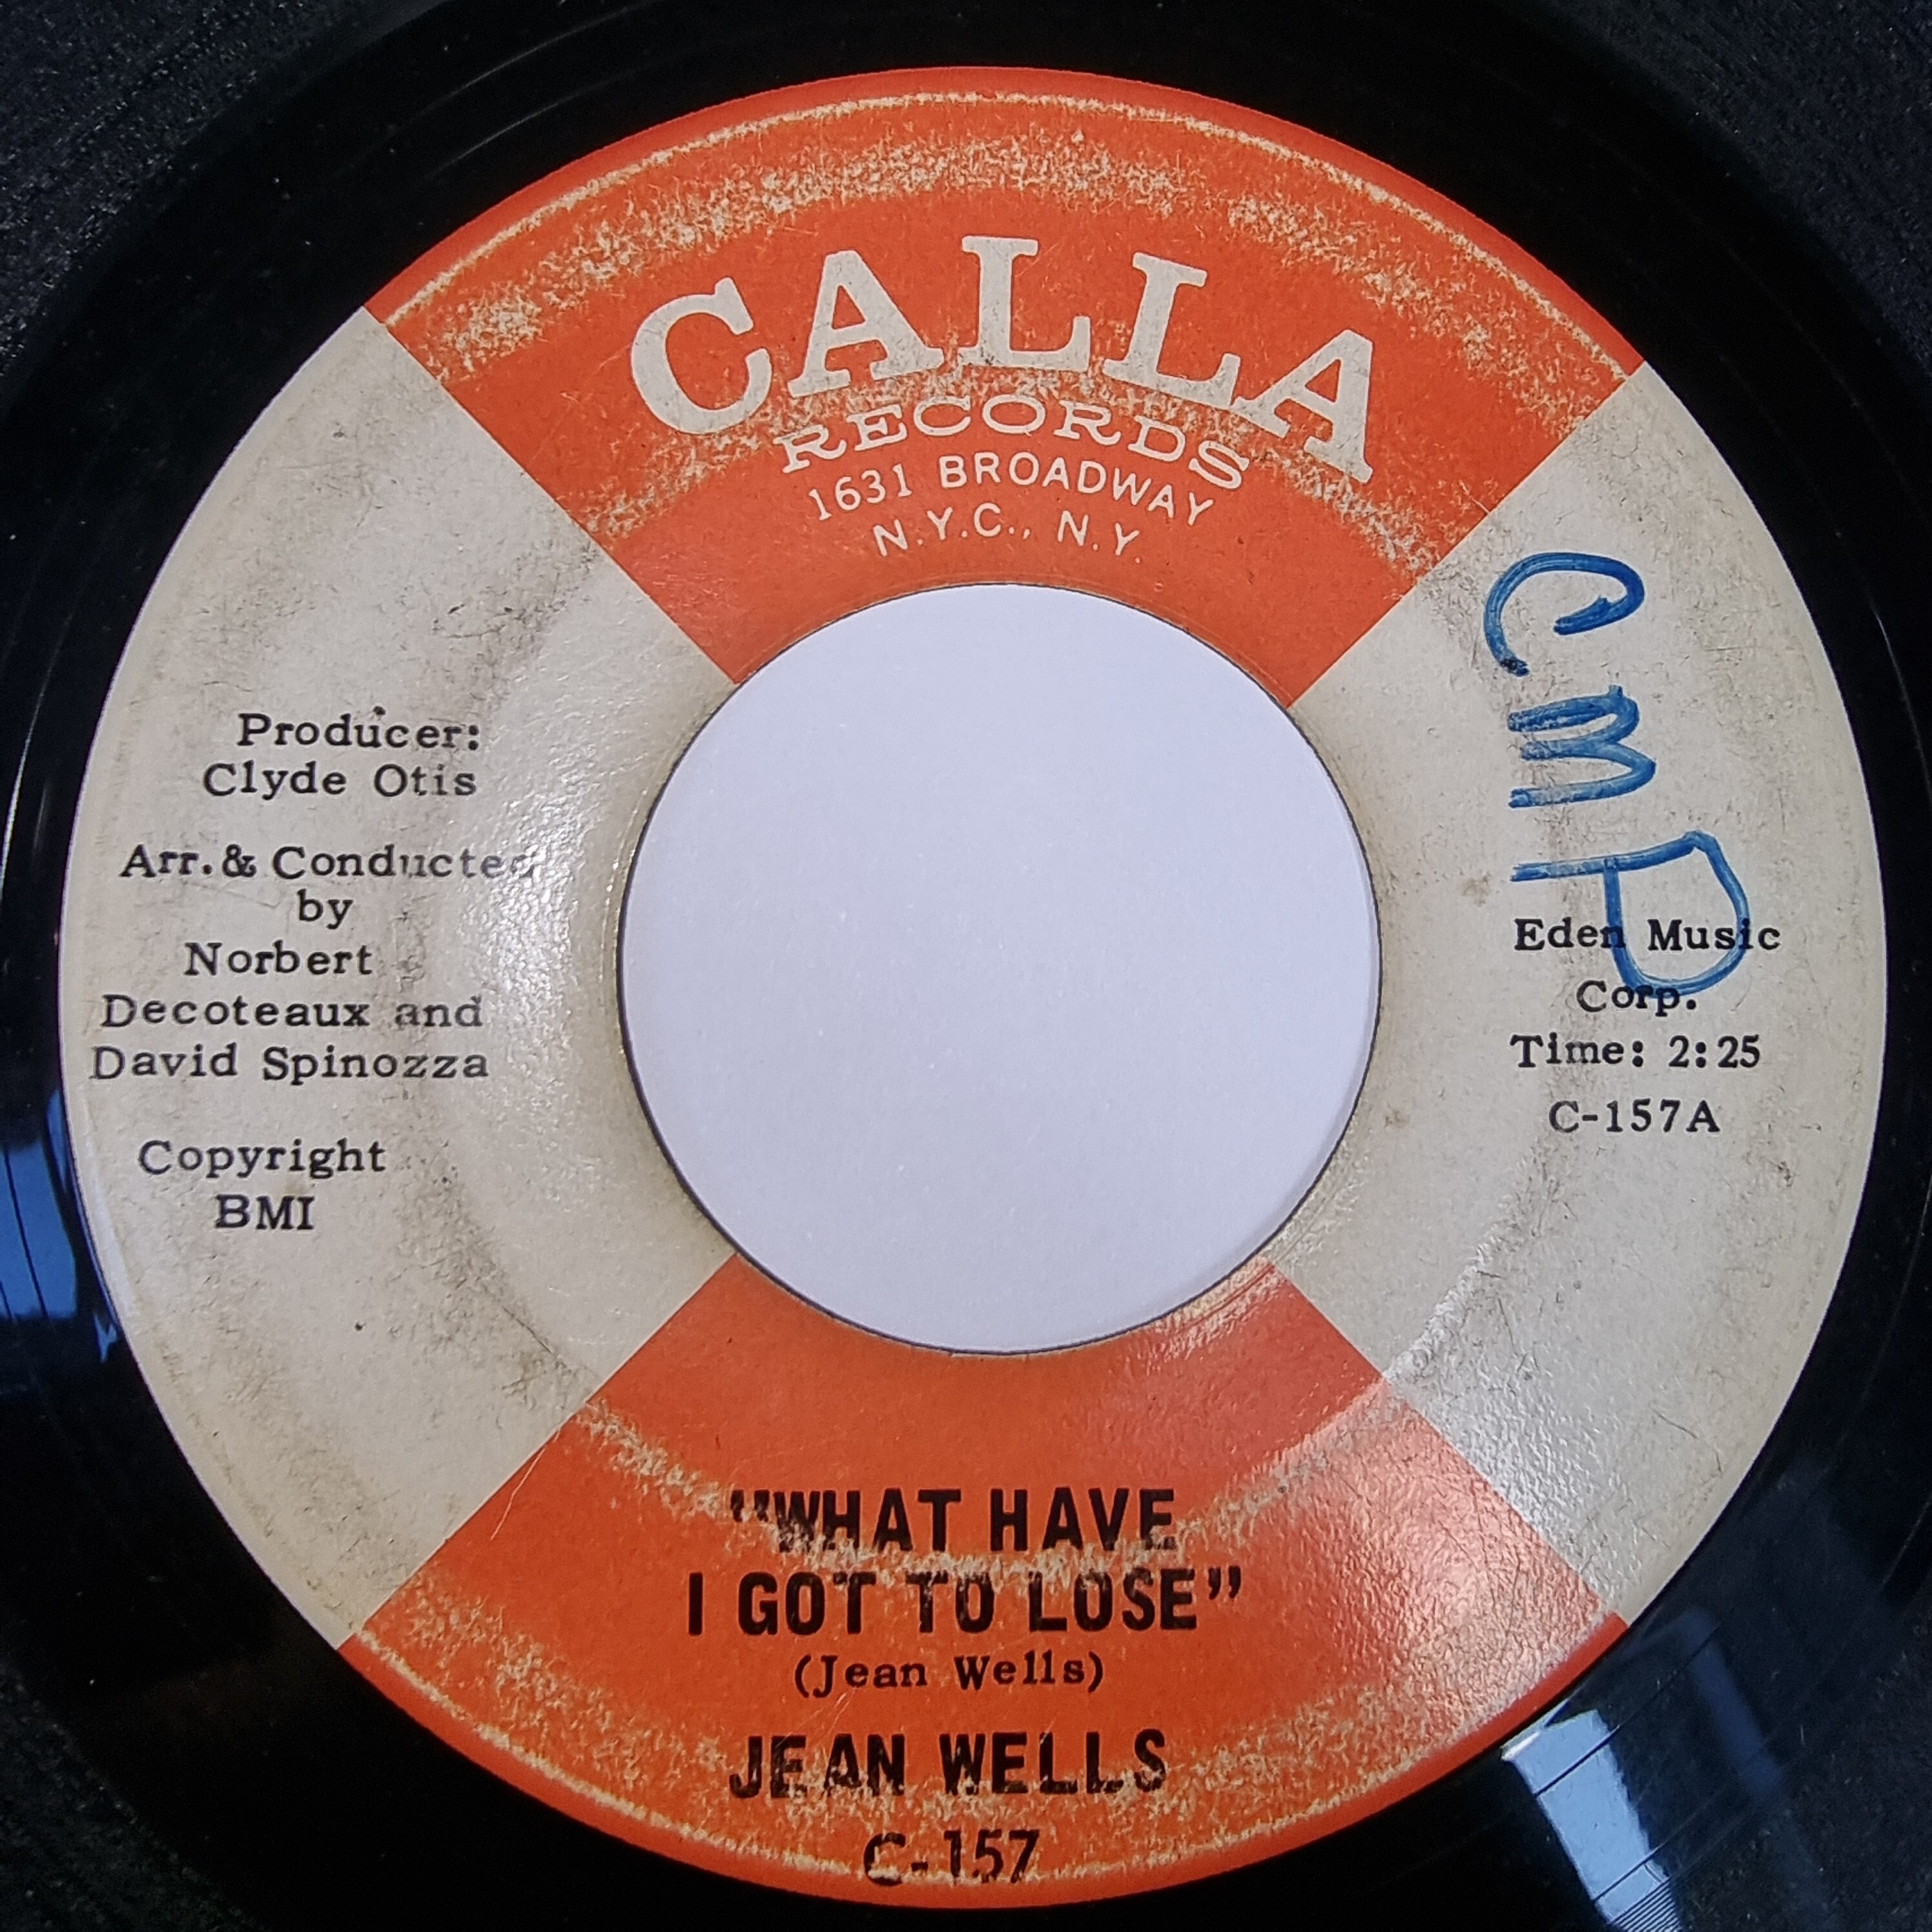 CALLA
RECORDS
1631 BROADWAY
N.Y.C., N.Y.
Producer:
Clyde Otis
Arr.& Conducted
by
Norbert
Decoteaux and
David Spinozza
Copyright
BMI
CMP
Eden Music
Corp.
Time: 2:25
C-157A
"WHAT HAVE
I GOT TO LOSE"
(Jean Wells)
JEAN WELLS
C-157